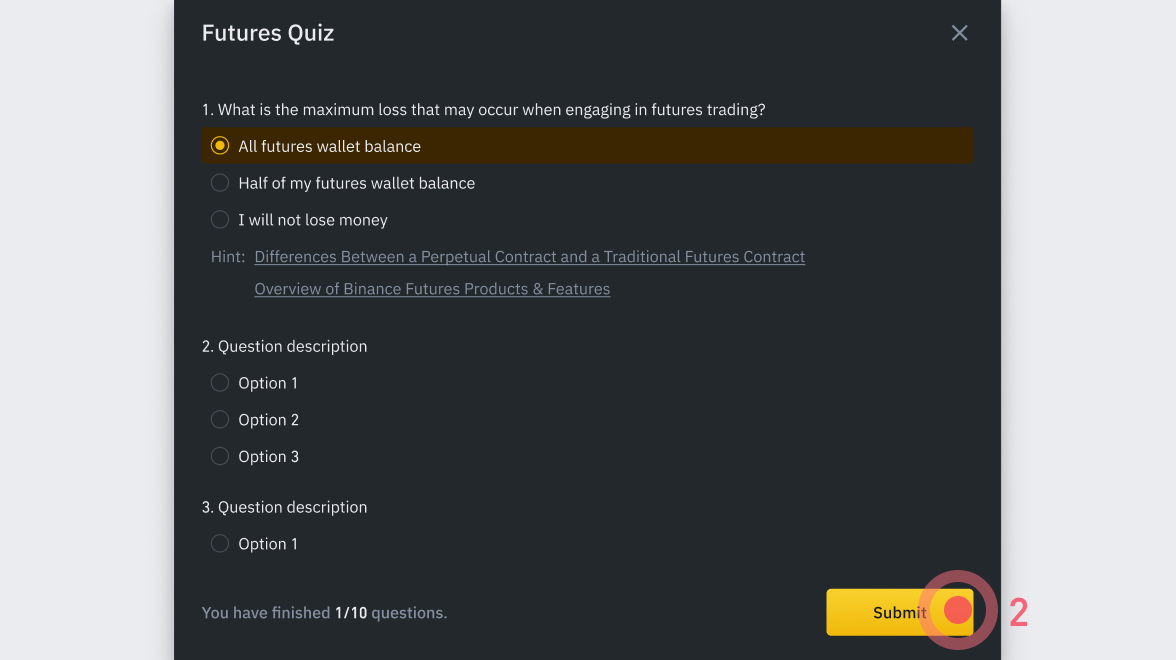 Futures Quiz
1. What is the maximum loss that may occur when engaging in futures trading?
All futures wallet balance
Half of my futures wallet balance
I will not lose money
Hint: Differences Between a Perpetual Contract and a Traditional Futures Contract
Overview of Binance Futures Products & Features
2. Question description
Option 1
Option 2
Option 3
3. Question description
Option 1
You have finished 1/10 questions.
Submit
2